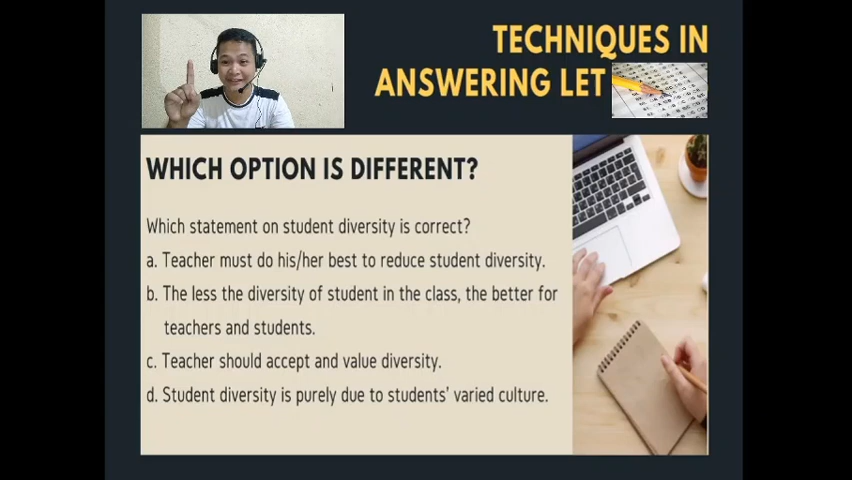 TECHNIQUES IN
ANSWERING LET
WHICH OPTION IS DIFFERENT?
Which statement on student diversity is correct?
a. Teacher must do his/her best to reduce student diversity.
b. The less the diversity of student in the class, the better for
teachers and students.
c. Teacher should accept and value diversity.
d. Student diversity is purely due to students' varied culture.